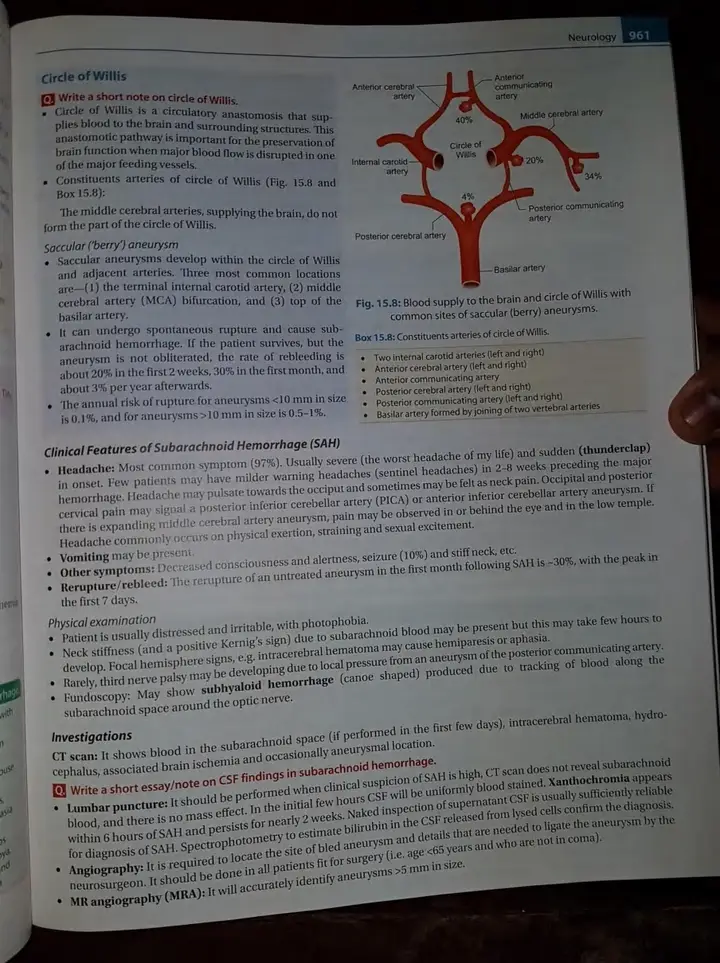 Neurology 961
Circle of Willis
Q. Write a short note on circle of Willis.
• Circle of Willis is a circulatory anastomosis that sup-
plies blood to the brain and surrounding structures. This
anastomotic pathway is important for the preservation of
brain function when major blood flow is disrupted in one
of the major feeding vessels.
• Constituents arteries of circle of Willis (Fig. 15.8 and
Box 15.8):
The middle cerebral arteries, supplying the brain, do not
form the part of the circle of Willis.
Saccular ('berry') aneurysm
• Saccular aneurysms develop within the circle of Willis
and adjacent arteries. Three most common locations
are—(1) the terminal internal carotid artery, (2) middle
cerebral artery (MCA) bifurcation, and (3) top of the
basilar artery.
• It can undergo spontaneous rupture and cause sub-
arachnoid hemorrhage. If the patient survives, but the
aneurysm is not obliterated, the rate of rebleeding is
about 20% in the first 2 weeks, 30% in the first month, and
about 3% per year afterwards.
• The annual risk of rupture for aneurysms <10 mm in size
is 0.1%, and for aneurysms >10 mm in size is 0.5–1%.
Anterior cerebral
artery
Anterior
communicating
artery
40%
Middle cerebral artery
Circle of
Willis
Internal carotid
artery
20%
34%
4%
Posterior communicating
artery
Posterior cerebral artery
Basilar artery
Fig. 15.8: Blood supply to the brain and circle of Willis with
common sites of saccular (berry) aneurysms.
Box 15.8: Constituents arteries of circle of Willis.
• Two internal carotid arteries (left and right)
• Anterior cerebral artery (left and right)
• Anterior communicating artery
• Posterior cerebral artery (left and right)
• Posterior communicating artery (left and right)
• Basilar artery formed by joining of two vertebral arteries
Clinical Features of Subarachnoid Hemorrhage (SAH)
• Headache: Most common symptom (97%). Usually severe (the worst headache of my life) and sudden (thunderclap)
in onset. Few patients may have milder warning headaches (sentinel headaches) in 2–8 weeks preceding the major
hemorrhage. Headache may pulsate towards the occiput and sometimes may be felt as neck pain. Occipital and posterior
cervical pain may signal a posterior inferior cerebellar artery (PICA) or anterior inferior cerebellar artery aneurysm. If
there is expanding middle cerebral artery aneurysm, pain may be observed in or behind the eye and in the low temple.
Headache commonly occurs on physical exertion, straining and sexual excitement.
• Vomiting may be present.
• Other symptoms: Decreased consciousness and alertness, seizure (10%) and stiff neck, etc.
• Rerupture/rebleed: The rerupture of an untreated aneurysm in the first month following SAH is ~30%, with the peak in
the first 7 days.
Physical examination
• Patient is usually distressed and irritable, with photophobia.
• Neck stiffness (and a positive Kernig's sign) due to subarachnoid blood may be present but this may take few hours to
develop. Focal hemisphere signs, e.g. intracerebral hematoma may cause hemiparesis or aphasia.
• Rarely, third nerve palsy may be developing due to local pressure from an aneurysm of the posterior communicating artery.
• Fundoscopy: May show subhyaloid hemorrhage (canoe shaped) produced due to tracking of blood along the
subarachnoid space around the optic nerve.
Investigations
CT scan: It shows blood in the subarachnoid space (if performed in the first few days), intracerebral hematoma, hydro-
cephalus, associated brain ischemia and occasionally aneurysmal location.
Q. Write a short essay/note on CSF findings in subarachnoid hemorrhage.
• Lumbar puncture: It should be performed when clinical suspicion of SAH is high, CT scan does not reveal subarachnoid
blood, and there is no mass effect. In the initial few hours CSF will be uniformly blood stained. Xanthochromia appears
within 6 hours of SAH and persists for nearly 2 weeks. Naked inspection of supernatant CSF is usually sufficiently reliable
for diagnosis of SAH. Spectrophotometry to estimate bilirubin in the CSF released from lysed cells confirm the diagnosis.
• Angiography: It is required to locate the site of bled aneurysm and details that are needed to ligate the aneurysm by the
neurosurgeon. It should be done in all patients fit for surgery (i.e. age <65 years and who are not in coma).
• MR angiography (MRA): It will accurately identify aneurysms >5 mm in size.